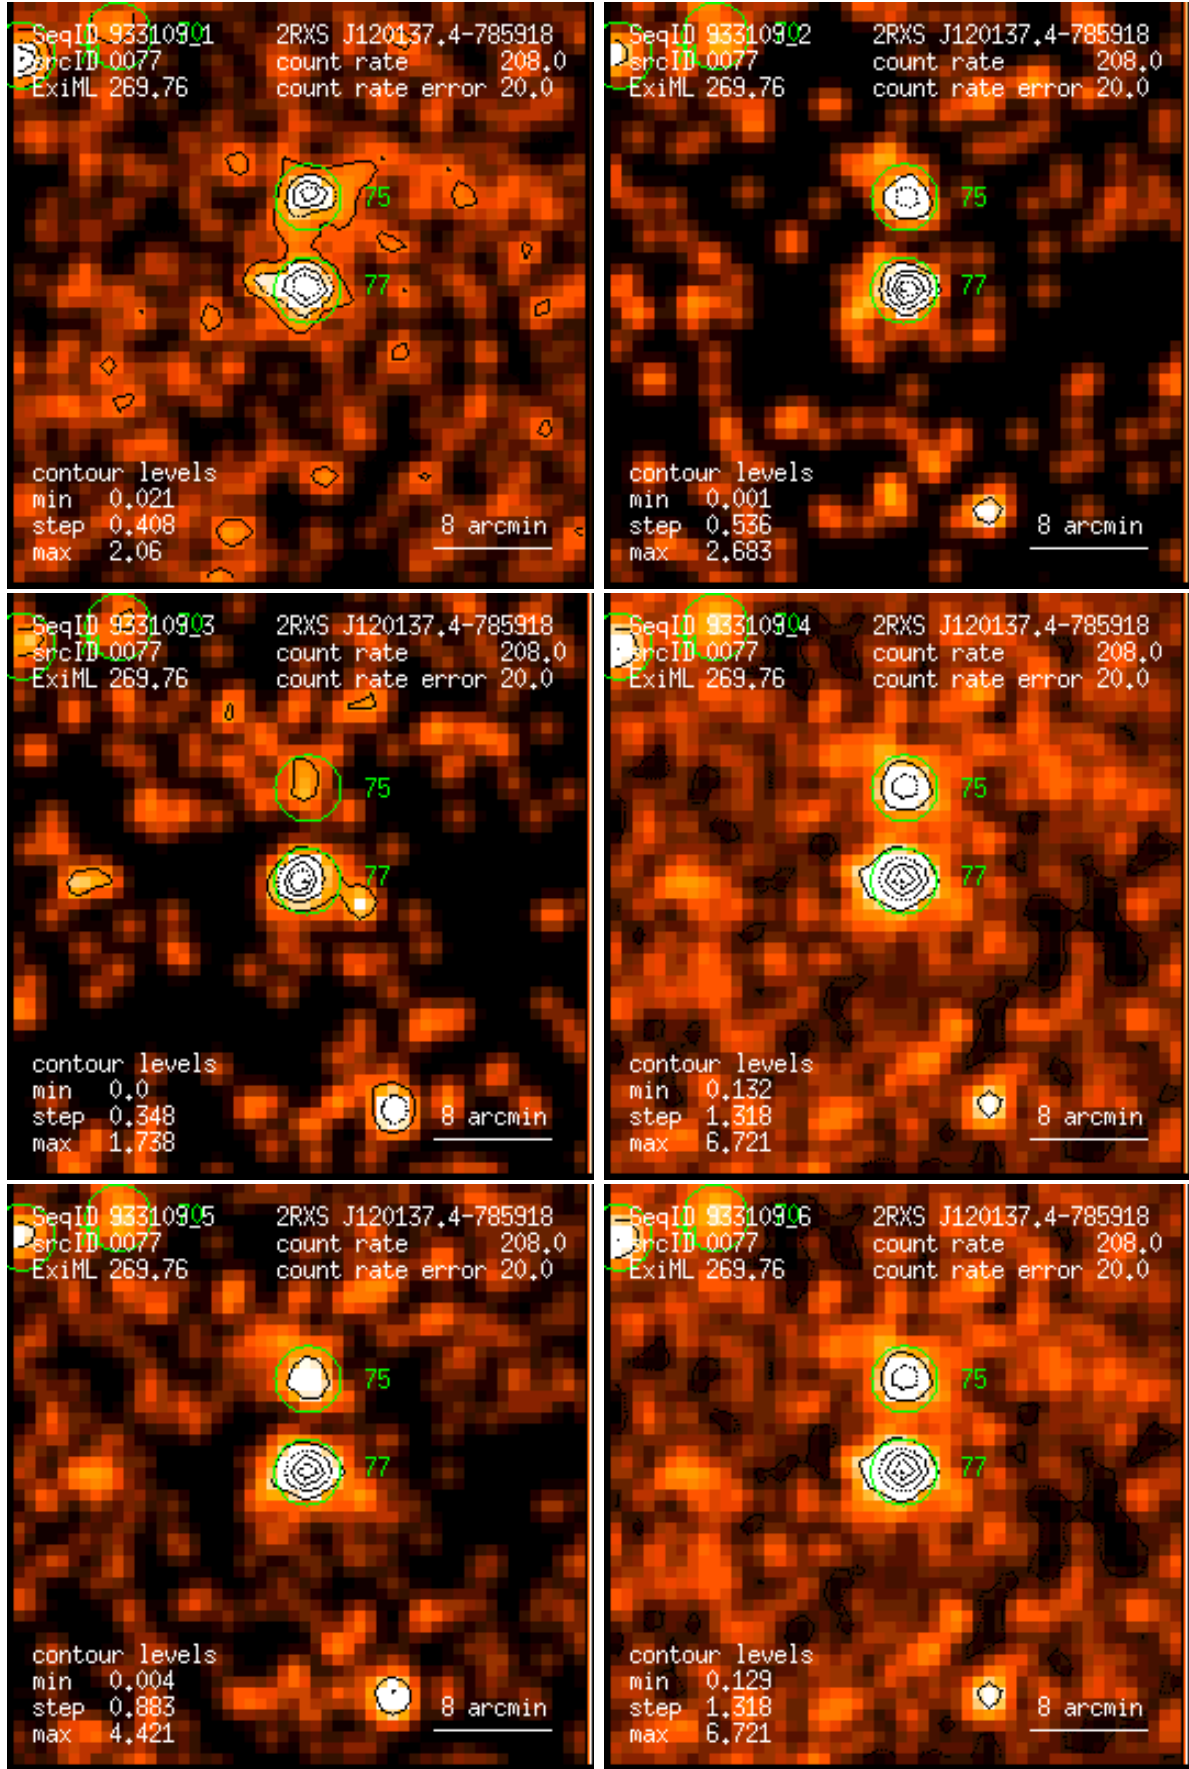 SeqID 933109_1 70 2RXS J120137.4-785918
srcID 0077 count rate 208.0
ExiML 269.76 count rate error 20.0
75
77
contour levels
min 0.021
step 0.408 8 arcmin
max 2.06
SeqID 933109_2 70 2RXS J120137.4-785918
srcID 0077 count rate 208.0
ExiML 269.76 count rate error 20.0
75
77
contour levels
min 0.001
step 0.536 8 arcmin
max 2.683
SeqID 933109_3 70 2RXS J120137.4-785918
srcID 0077 count rate 208.0
ExiML 269.76 count rate error 20.0
75
77
contour levels
min 0.0
step 0.348 8 arcmin
max 1.738
SeqID 933109_4 70 2RXS J120137.4-785918
srcID 0077 count rate 208.0
ExiML 269.76 count rate error 20.0
75
77
contour levels
min 0.132
step 1.318 8 arcmin
max 6.721
SeqID 933109_5 70 2RXS J120137.4-785918
srcID 0077 count rate 208.0
ExiML 269.76 count rate error 20.0
75
77
contour levels
min 0.004
step 0.883 8 arcmin
max 4.421
SeqID 933109_6 70 2RXS J120137.4-785918
srcID 0077 count rate 208.0
ExiML 269.76 count rate error 20.0
75
77
contour levels
min 0.129
step 1.318 8 arcmin
max 6.721